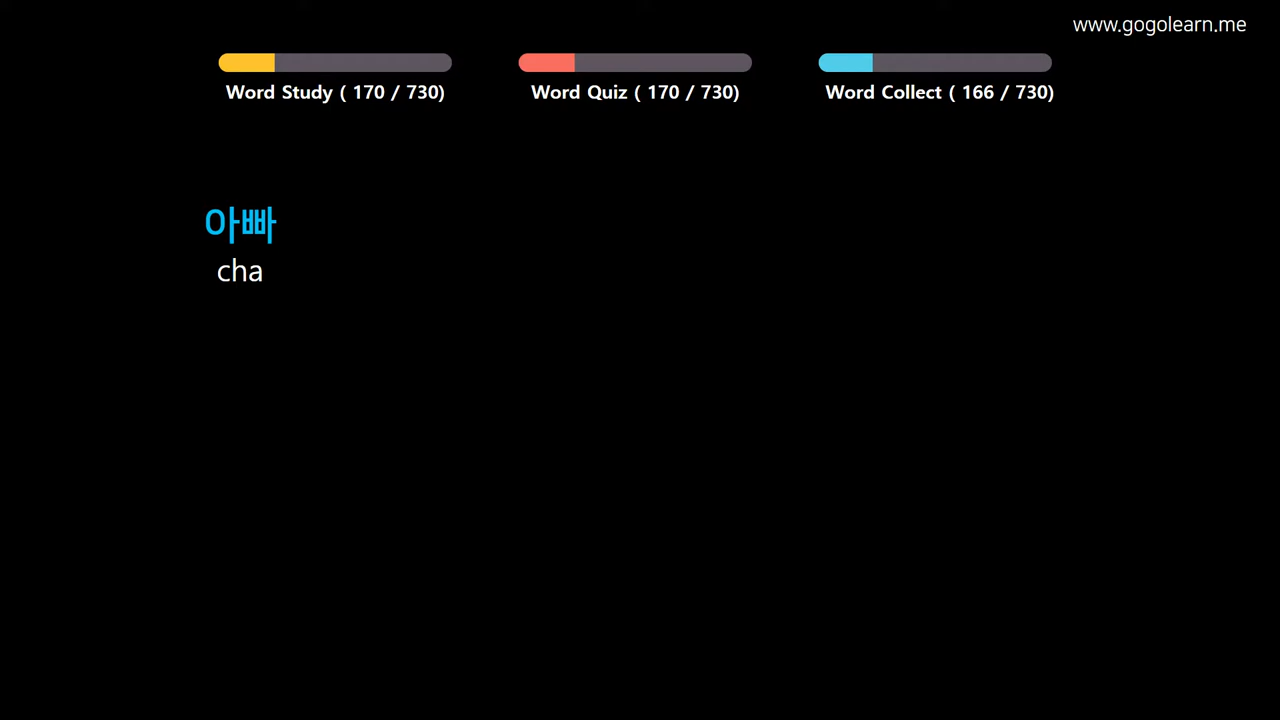 www.gogolearn.me
Word Study ( 170 / 730)
Word Quiz ( 170 / 730)
Word Collect ( 166 / 730)
아빠
cha